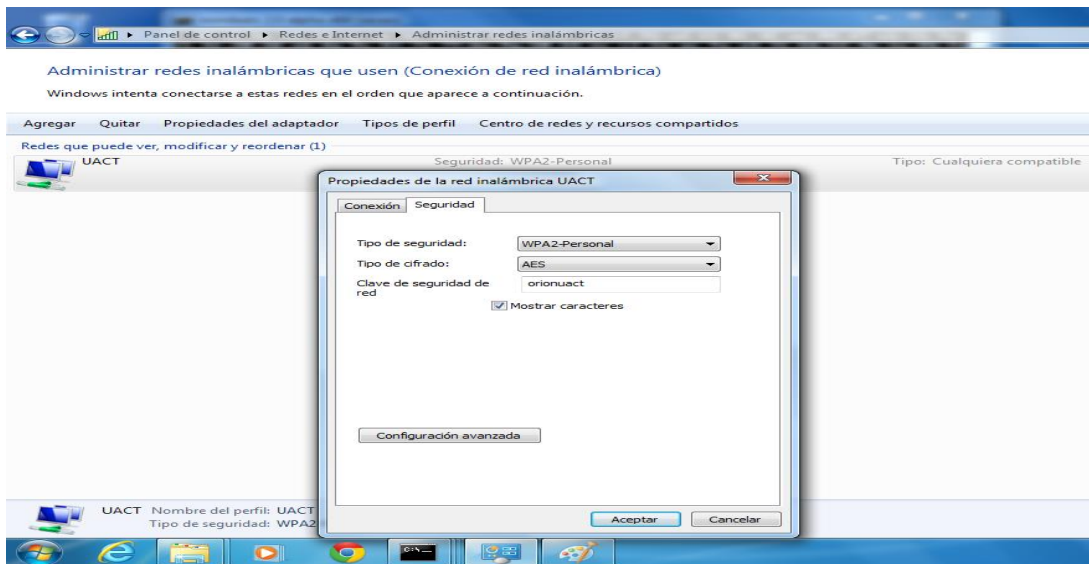 Panel de control ▸ Redes e Internet ▸ Administrar redes inalámbricas
Administrar redes inalámbricas que usen (Conexión de red inalámbrica)
Windows intenta conectarse a estas redes en el orden que aparece a continuación.
Agregar Quitar Propiedades del adaptador Tipos de perfil Centro de redes y recursos compartidos
Redes que puede ver, modificar y reordenar (1)
UACT Seguridad: WPA2-Personal Tipo: Cualquiera compatible
Propiedades de la red inalámbrica UACT
Conexión Seguridad
Tipo de seguridad: WPA2-Personal
Tipo de cifrado: AES
Clave de seguridad de red orionuact
Mostrar caracteres
Configuración avanzada
Aceptar Cancelar
UACT Nombre del perfil: UACT
Tipo de seguridad: WPA2
C:\